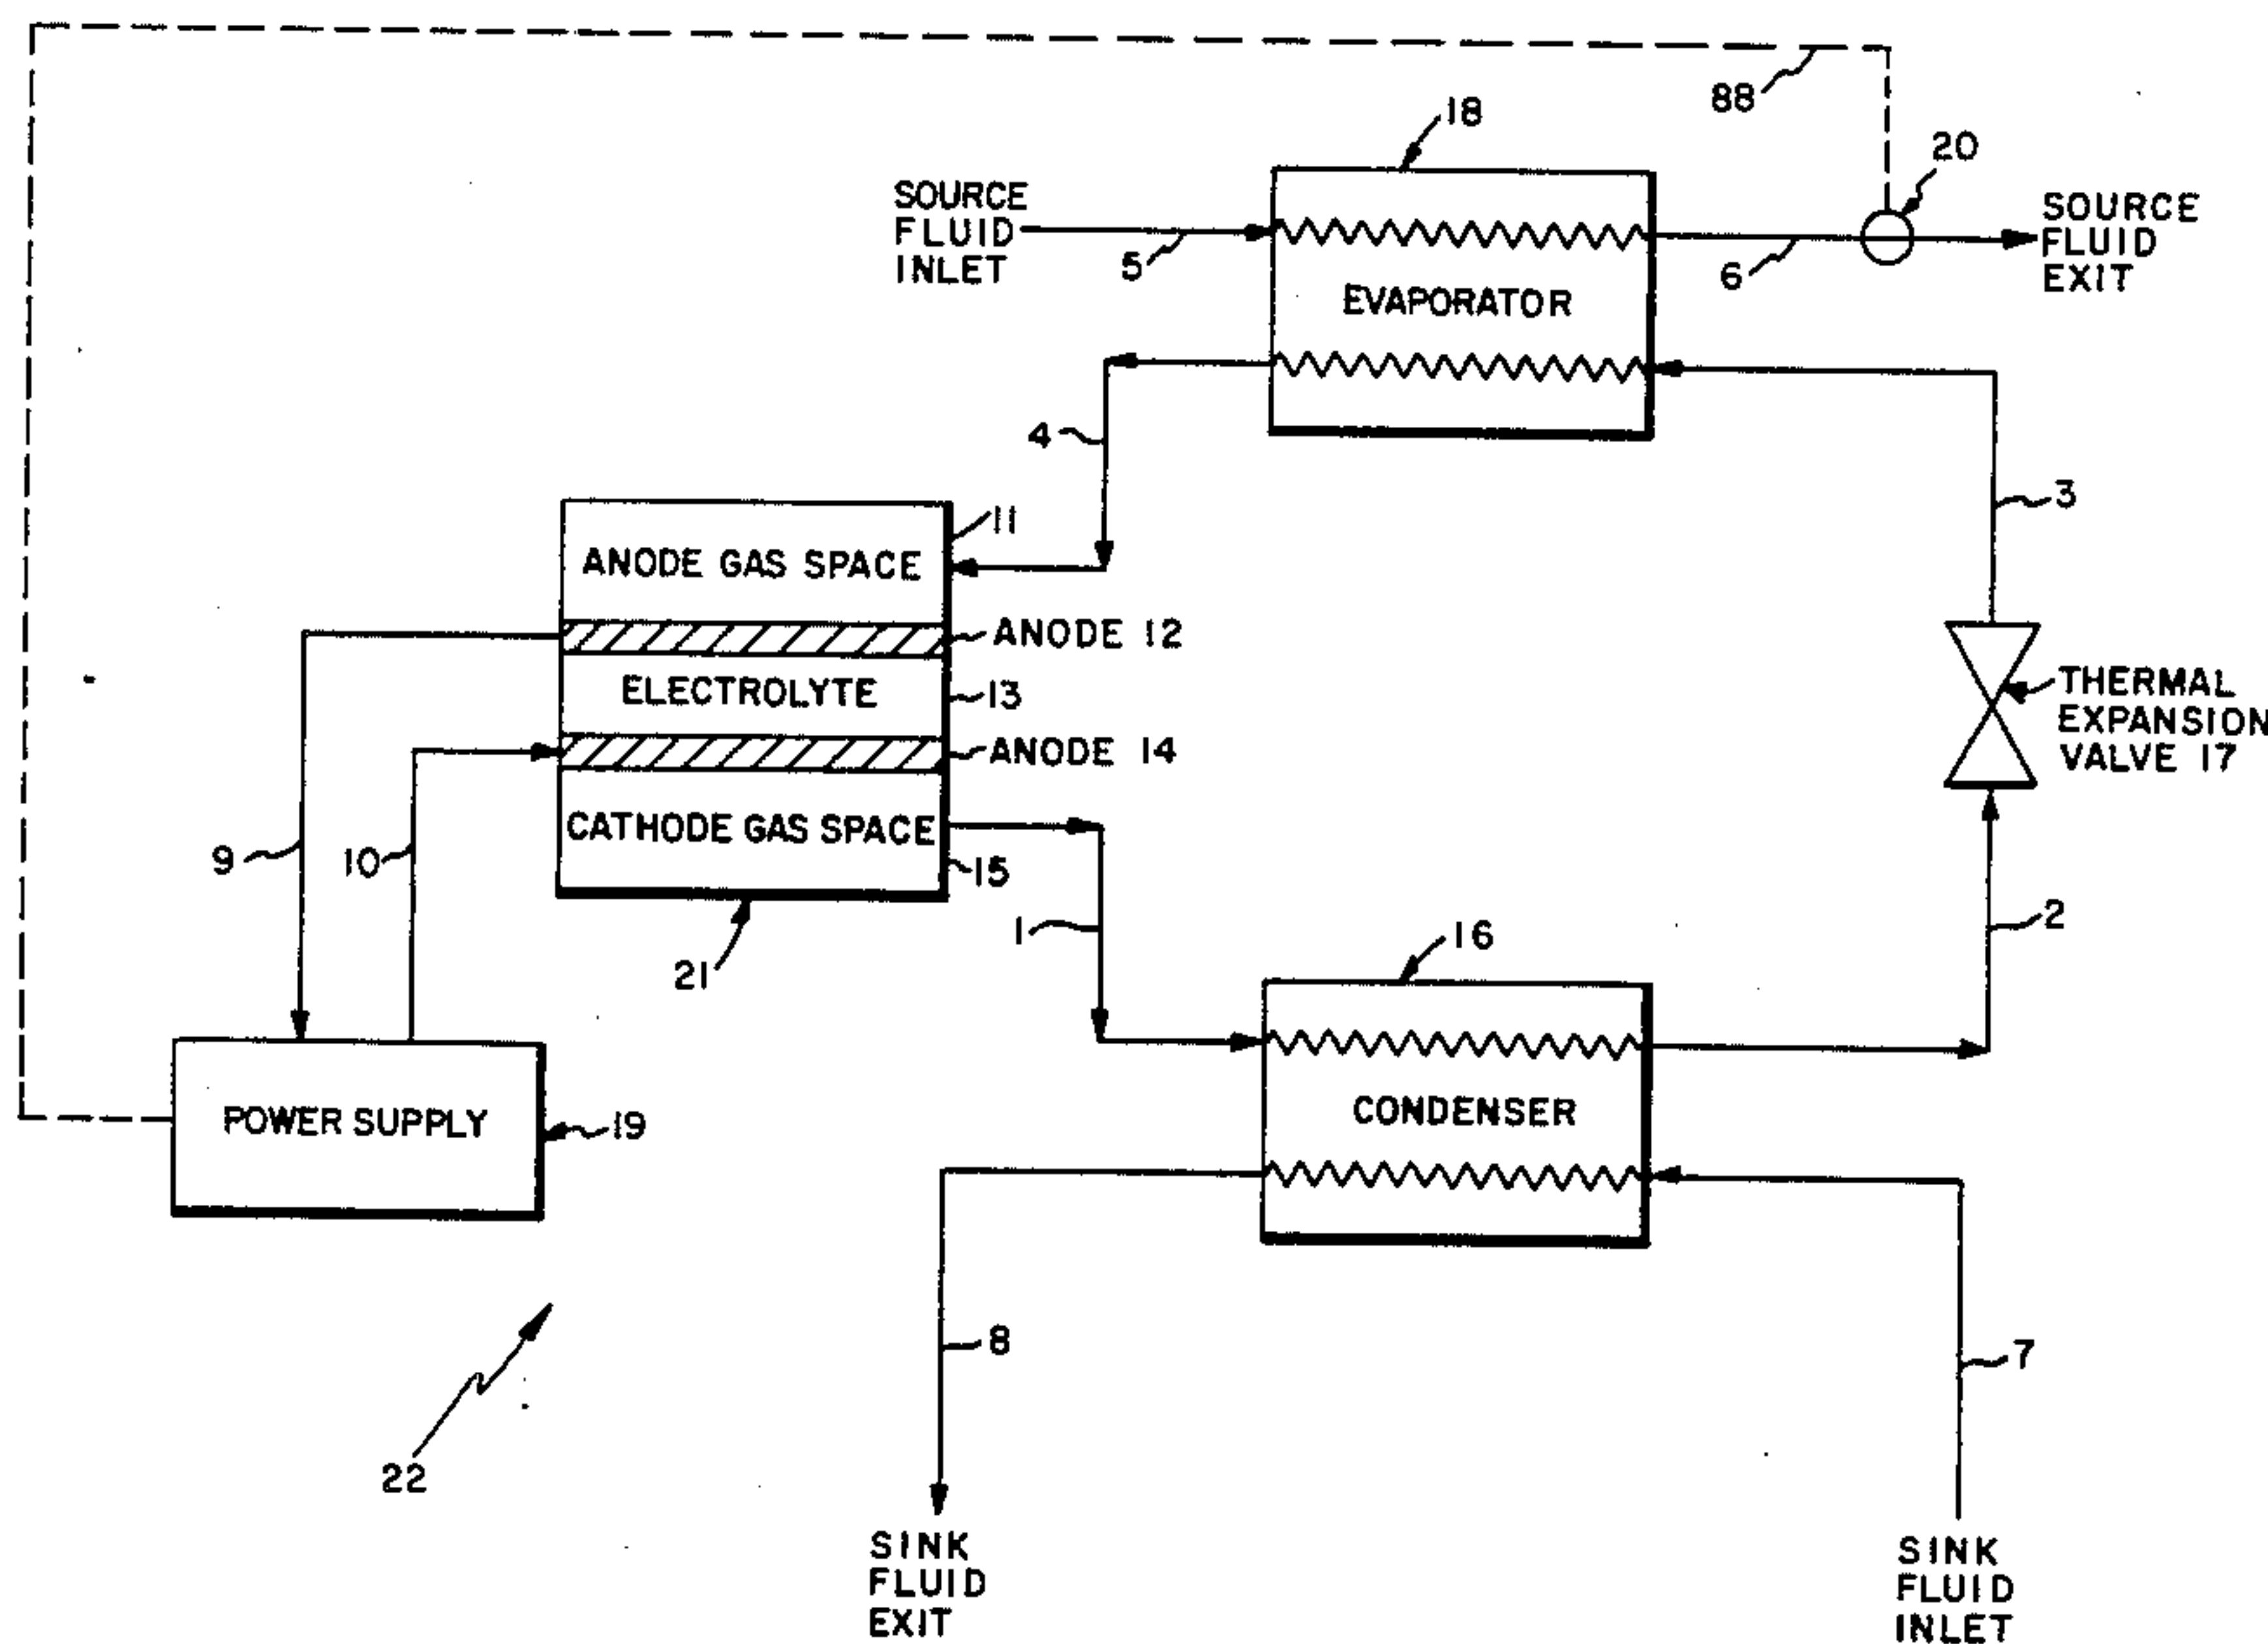 88
18
20
SOURCE
FLUID
INLET
5
6
SOURCE
FLUID
EXIT
EVAPORATOR
4
3
11
ANODE GAS SPACE
ANODE 12
ELECTROLYTE
13
ANODE 14
THERMAL
EXPANSION
VALVE 17
9
10
CATHODE GAS SPACE
15
1
2
21
16
POWER SUPPLY
19
CONDENSER
8
7
22
SINK
FLUID
EXIT
SINK
FLUID
INLET